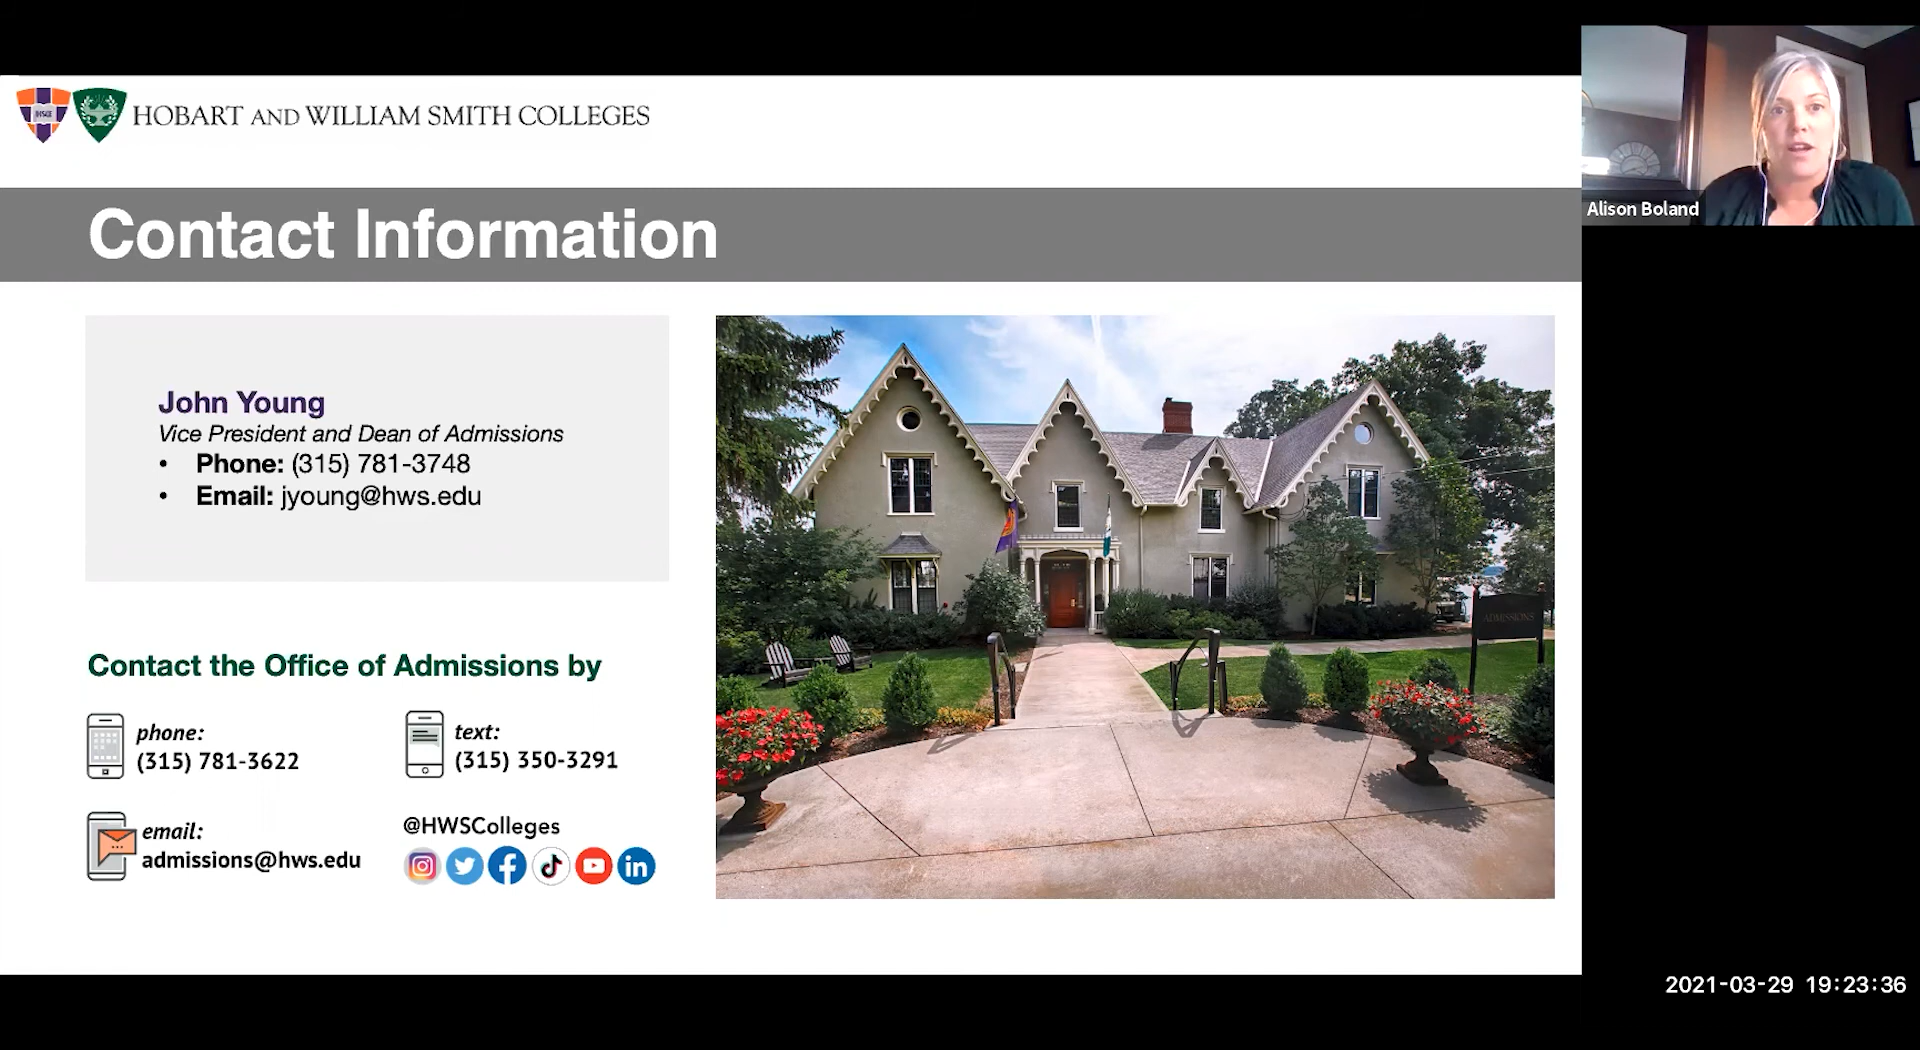 HOBART AND WILLIAM SMITH COLLEGES
Alison Boland
Contact Information
John Young
Vice President and Dean of Admissions
• Phone: (315) 781-3748
• Email: jyoung@hws.edu
ADMISSIONS
Contact the Office of Admissions by
phone:
(315) 781-3622
text:
(315) 350-3291
email:
admissions@hws.edu
@HWSColleges
in
2021-03-29 19:23:36